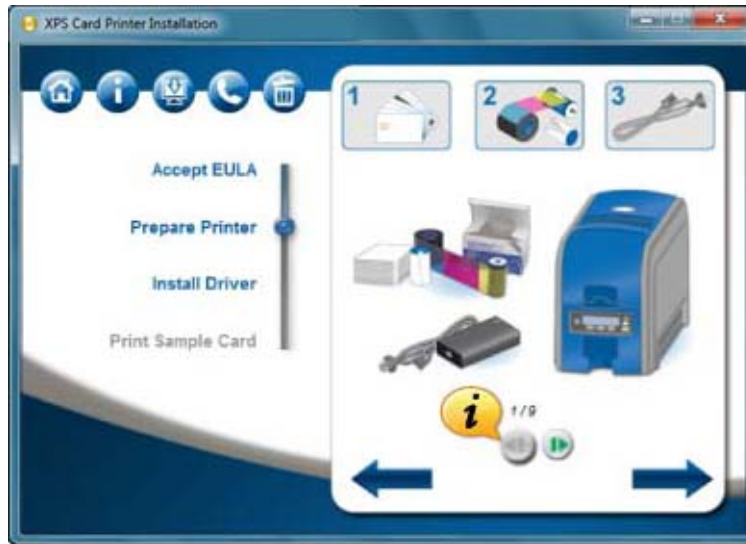 XPS Card Printer Installation
1
2
3
Accept EULA
Prepare Printer
Install Driver
Print Sample Card
i
1/9